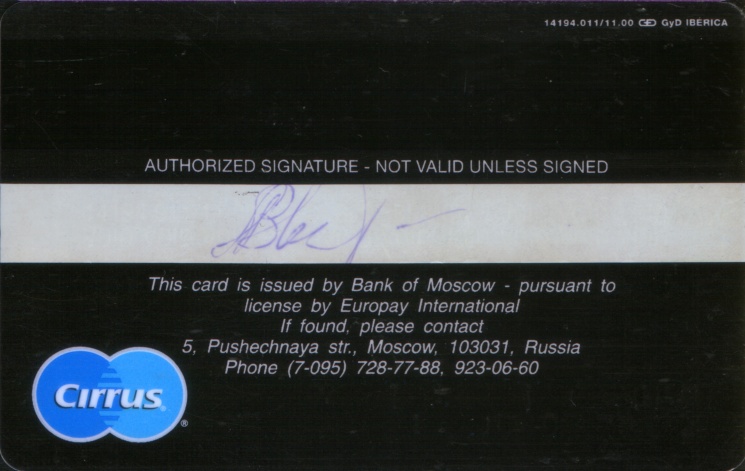 14194.011/11.00 GD GyD IBERICA
AUTHORIZED SIGNATURE - NOT VALID UNLESS SIGNED
This card is issued by Bank of Moscow - pursuant to
license by Europay International
If found, please contact
5, Pushechnaya str., Moscow, 103031, Russia
Phone (7-095) 728-77-88, 923-06-60
Cirrus®